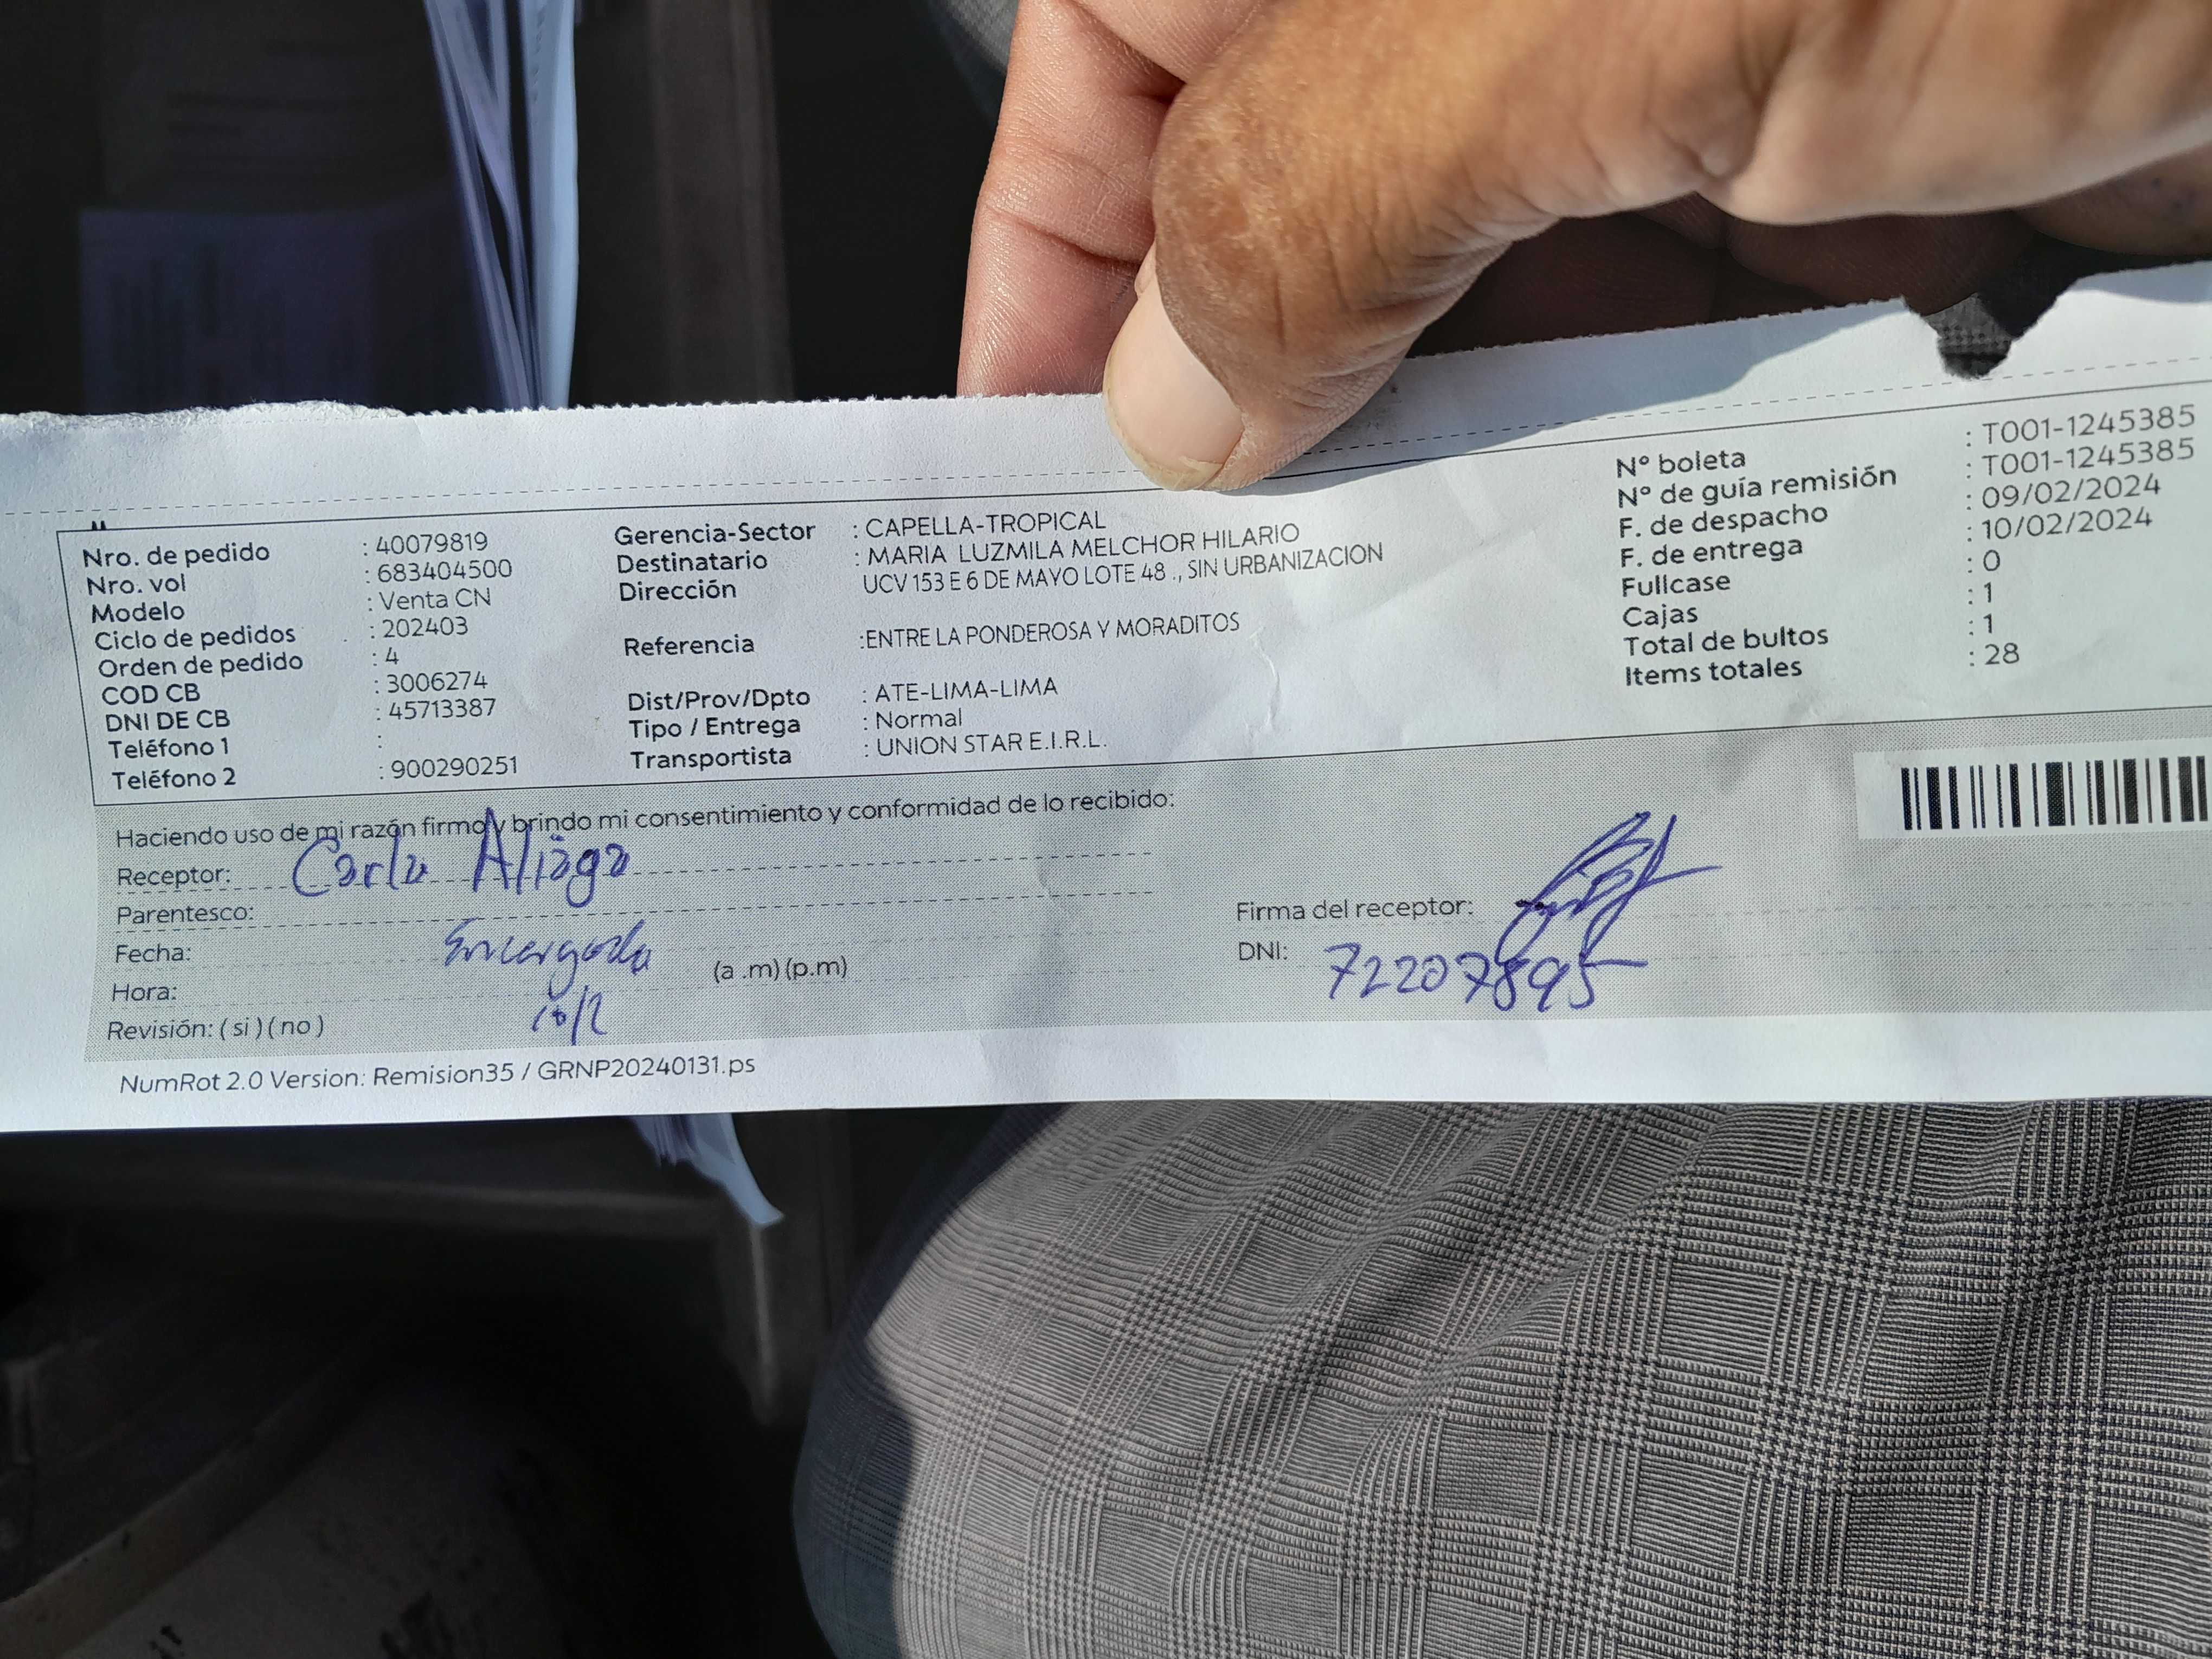 Nro. de pedido : 40079819
Nro. vol : 683404500
Modelo : Venta CN
Ciclo de pedidos : 202403
Orden de pedido : 4
COD CB : 3006274
DNI DE CB : 45713387
Teléfono 1 :
Teléfono 2 : 900290251
Gerencia-Sector : CAPELLA-TROPICAL
Destinatario : MARIA LUZMILA MELCHOR HILARIO
Dirección UCV 153 E 6 DE MAYO LOTE 48 ., SIN URBANIZACION
Referencia :ENTRE LA PONDEROSA Y MORADITOS
Dist/Prov/Dpto : ATE-LIMA-LIMA
Tipo / Entrega : Normal
Transportista : UNION STAR E.I.R.L.
N° boleta : T001-1245385
N° de guía remisión : T001-1245385
F. de despacho : 09/02/2024
F. de entrega : 10/02/2024
Fullcase : 0
Cajas : 1
Total de bultos : 1
Items totales : 28
Haciendo uso de mi razón firmo y brindo mi consentimiento y conformidad de lo recibido:
Receptor: Carla Aliaga
Parentesco:
Fecha: Encargada
Hora: (a .m) (p.m)
10/2
Revisión: ( si ) ( no )
Firma del receptor:
DNI: 72207895
NumRot 2.0 Version: Remision35 / GRNP20240131.ps